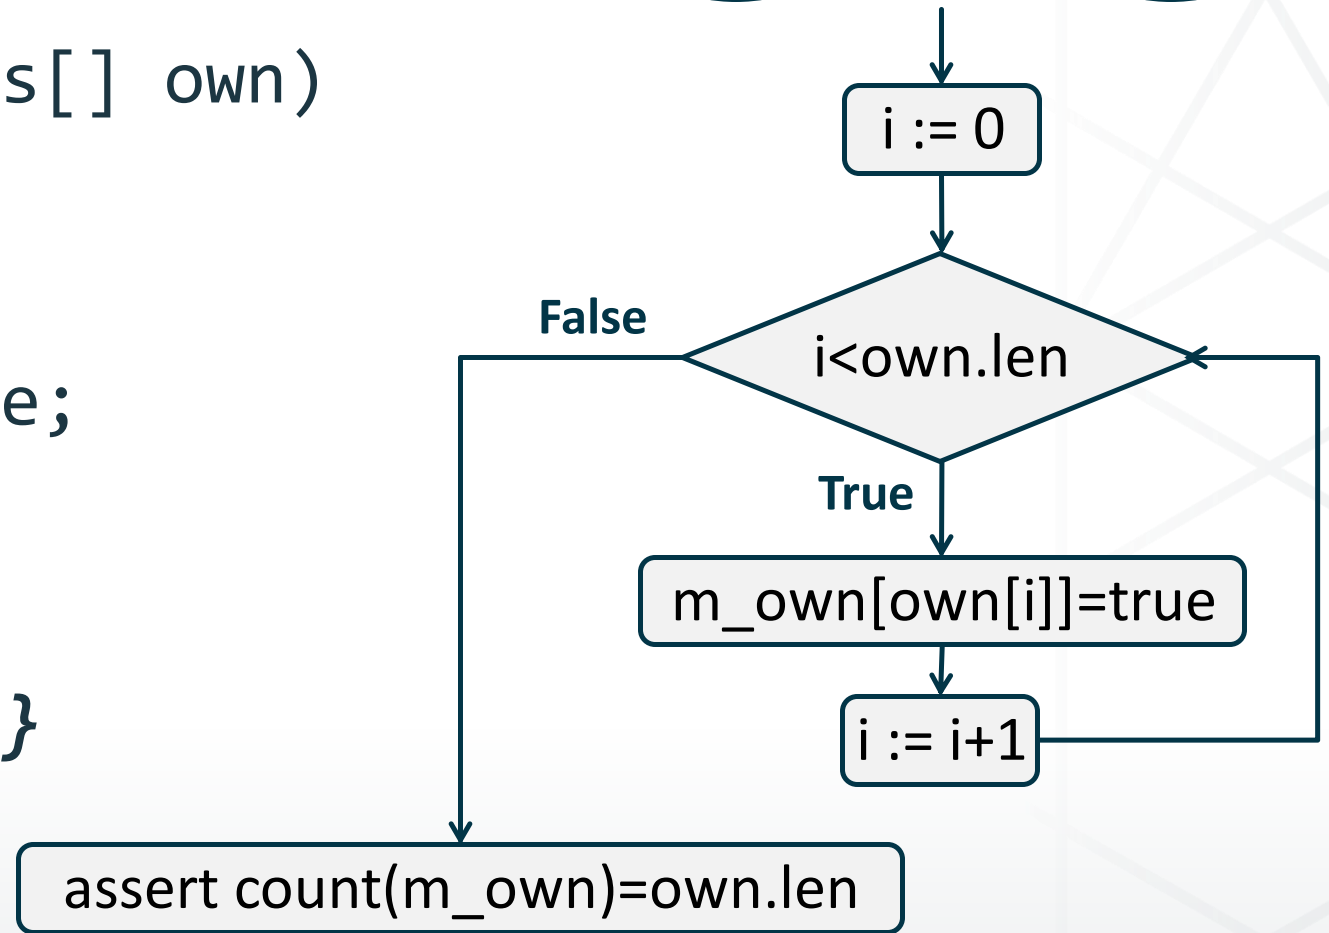 s[] own)
e;
}
i := 0
i<own.len
False
True
m_own[own[i]]=true
i := i+1
assert count(m_own)=own.len